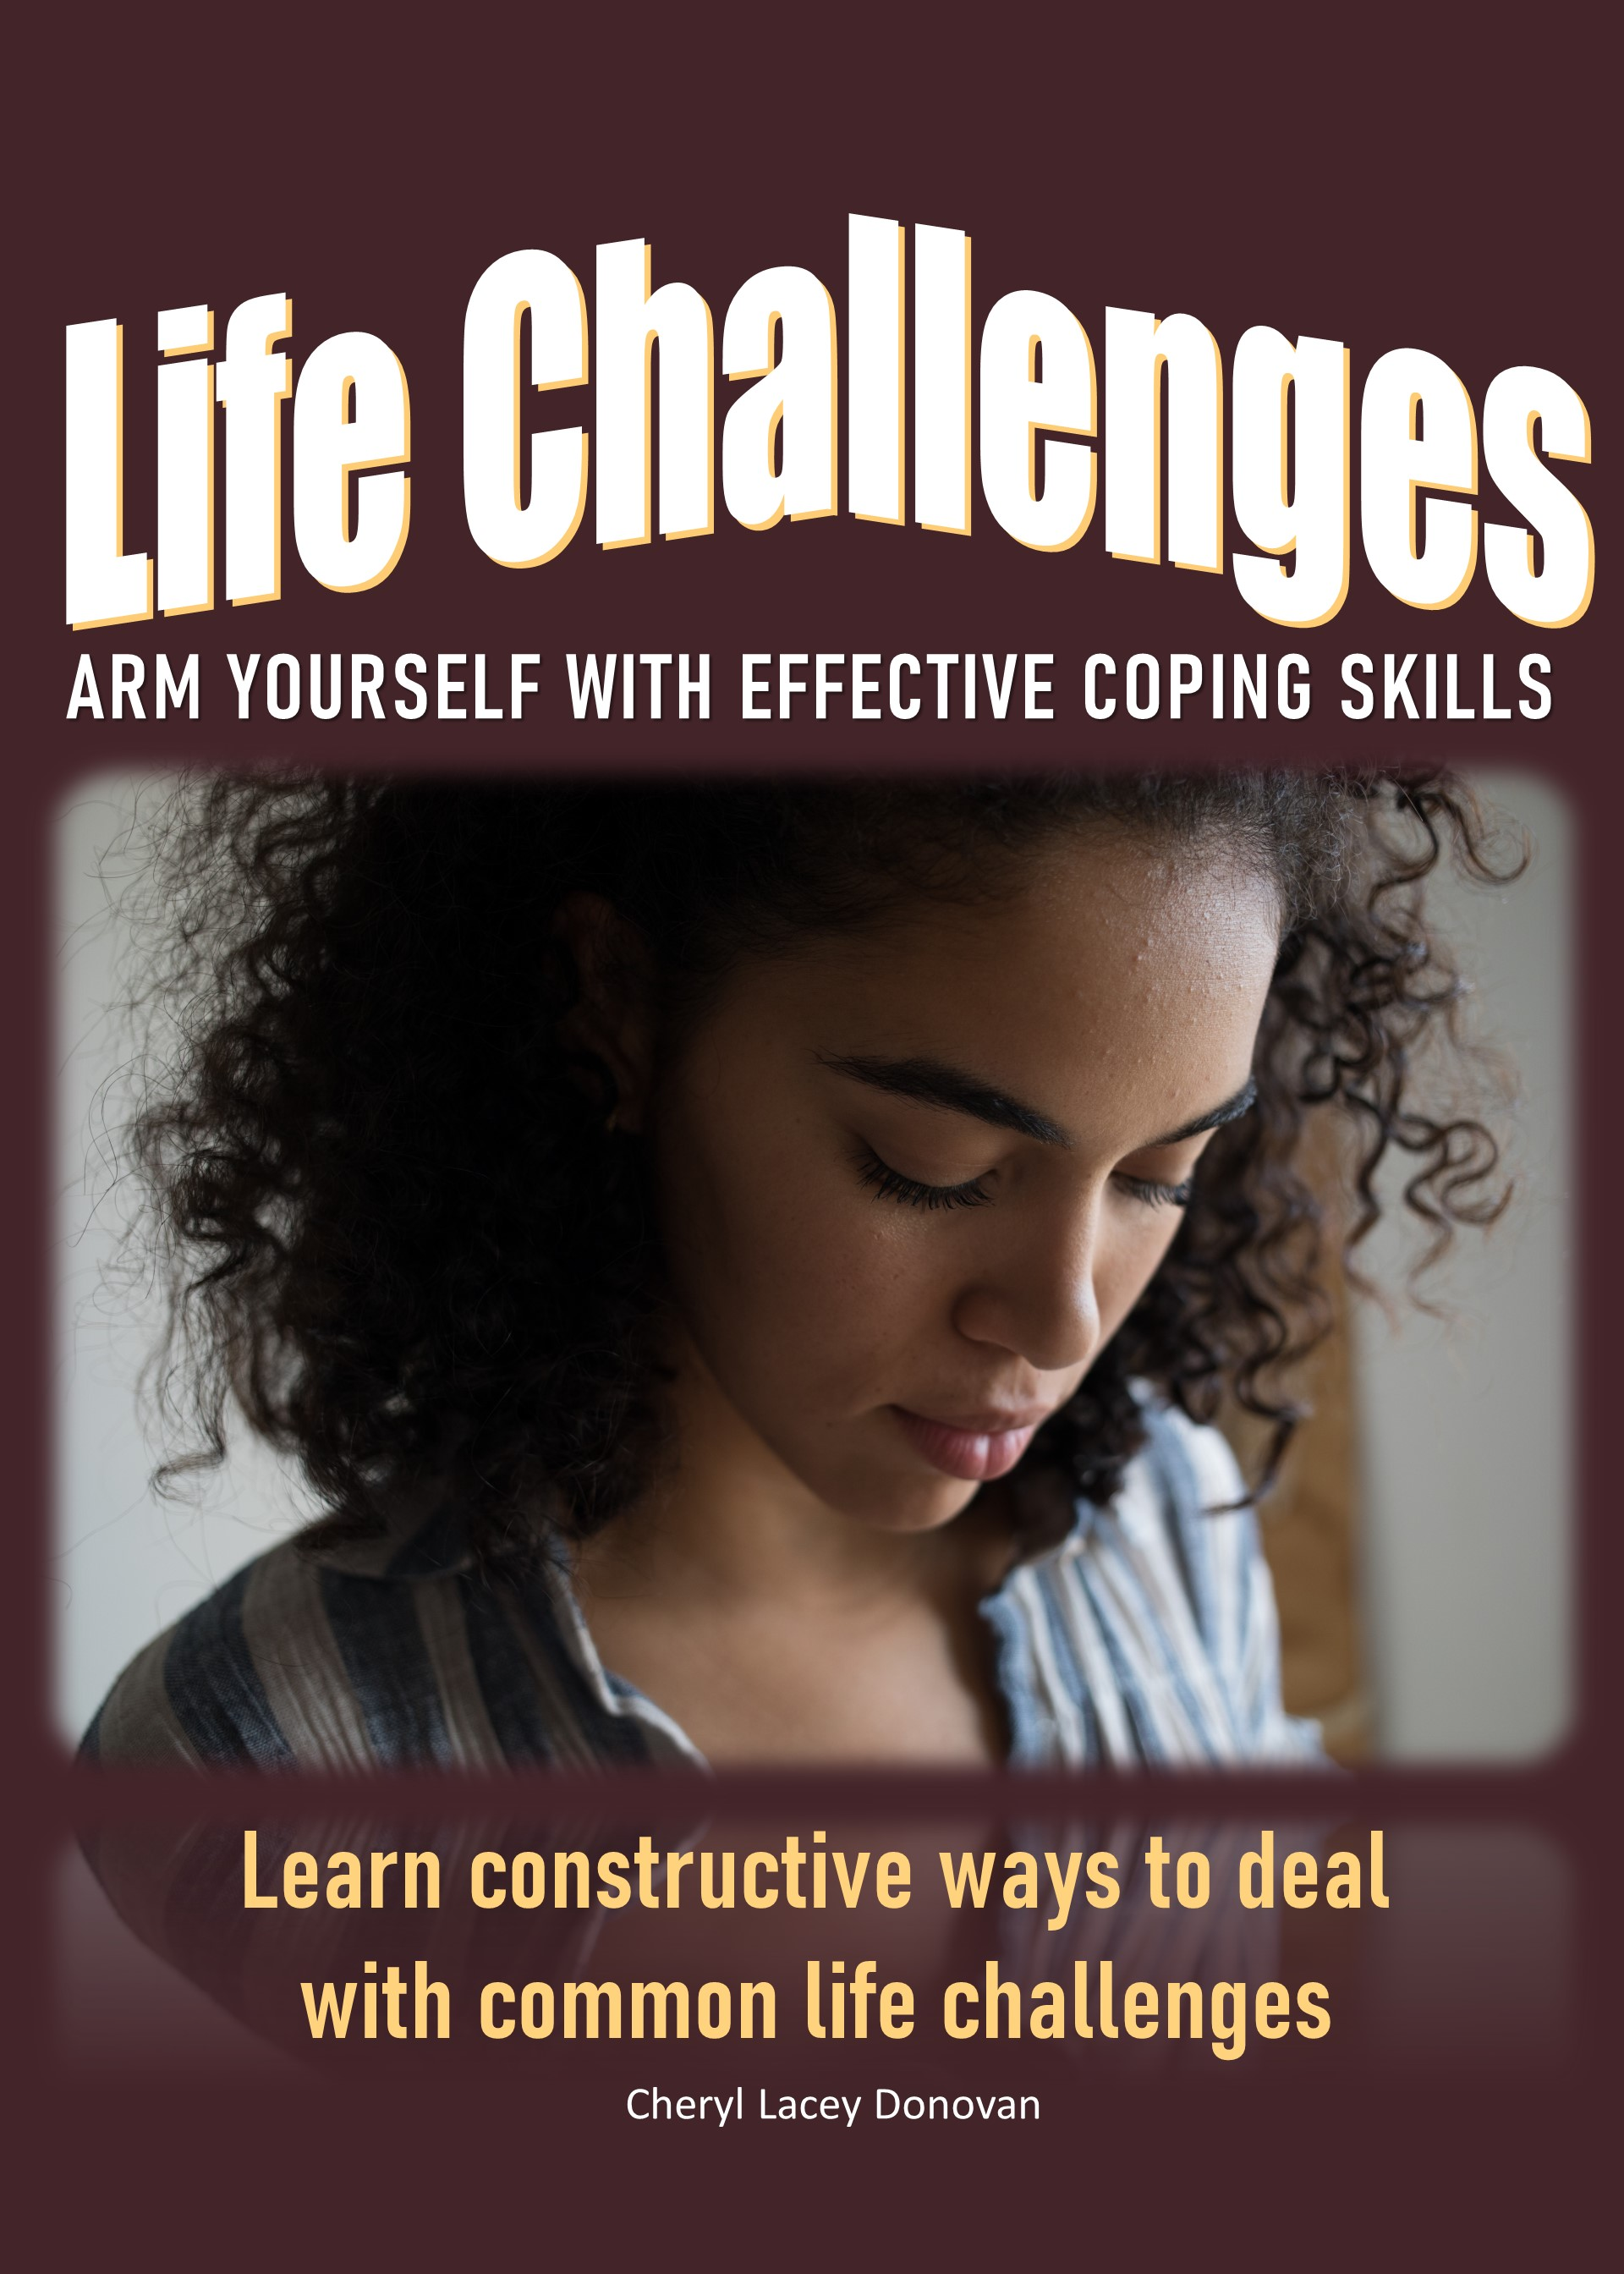 Life Challenges
ARM YOURSELF WITH EFFECTIVE COPING SKILLS
Learn constructive ways to deal
with common life challenges
Cheryl Lacey Donovan